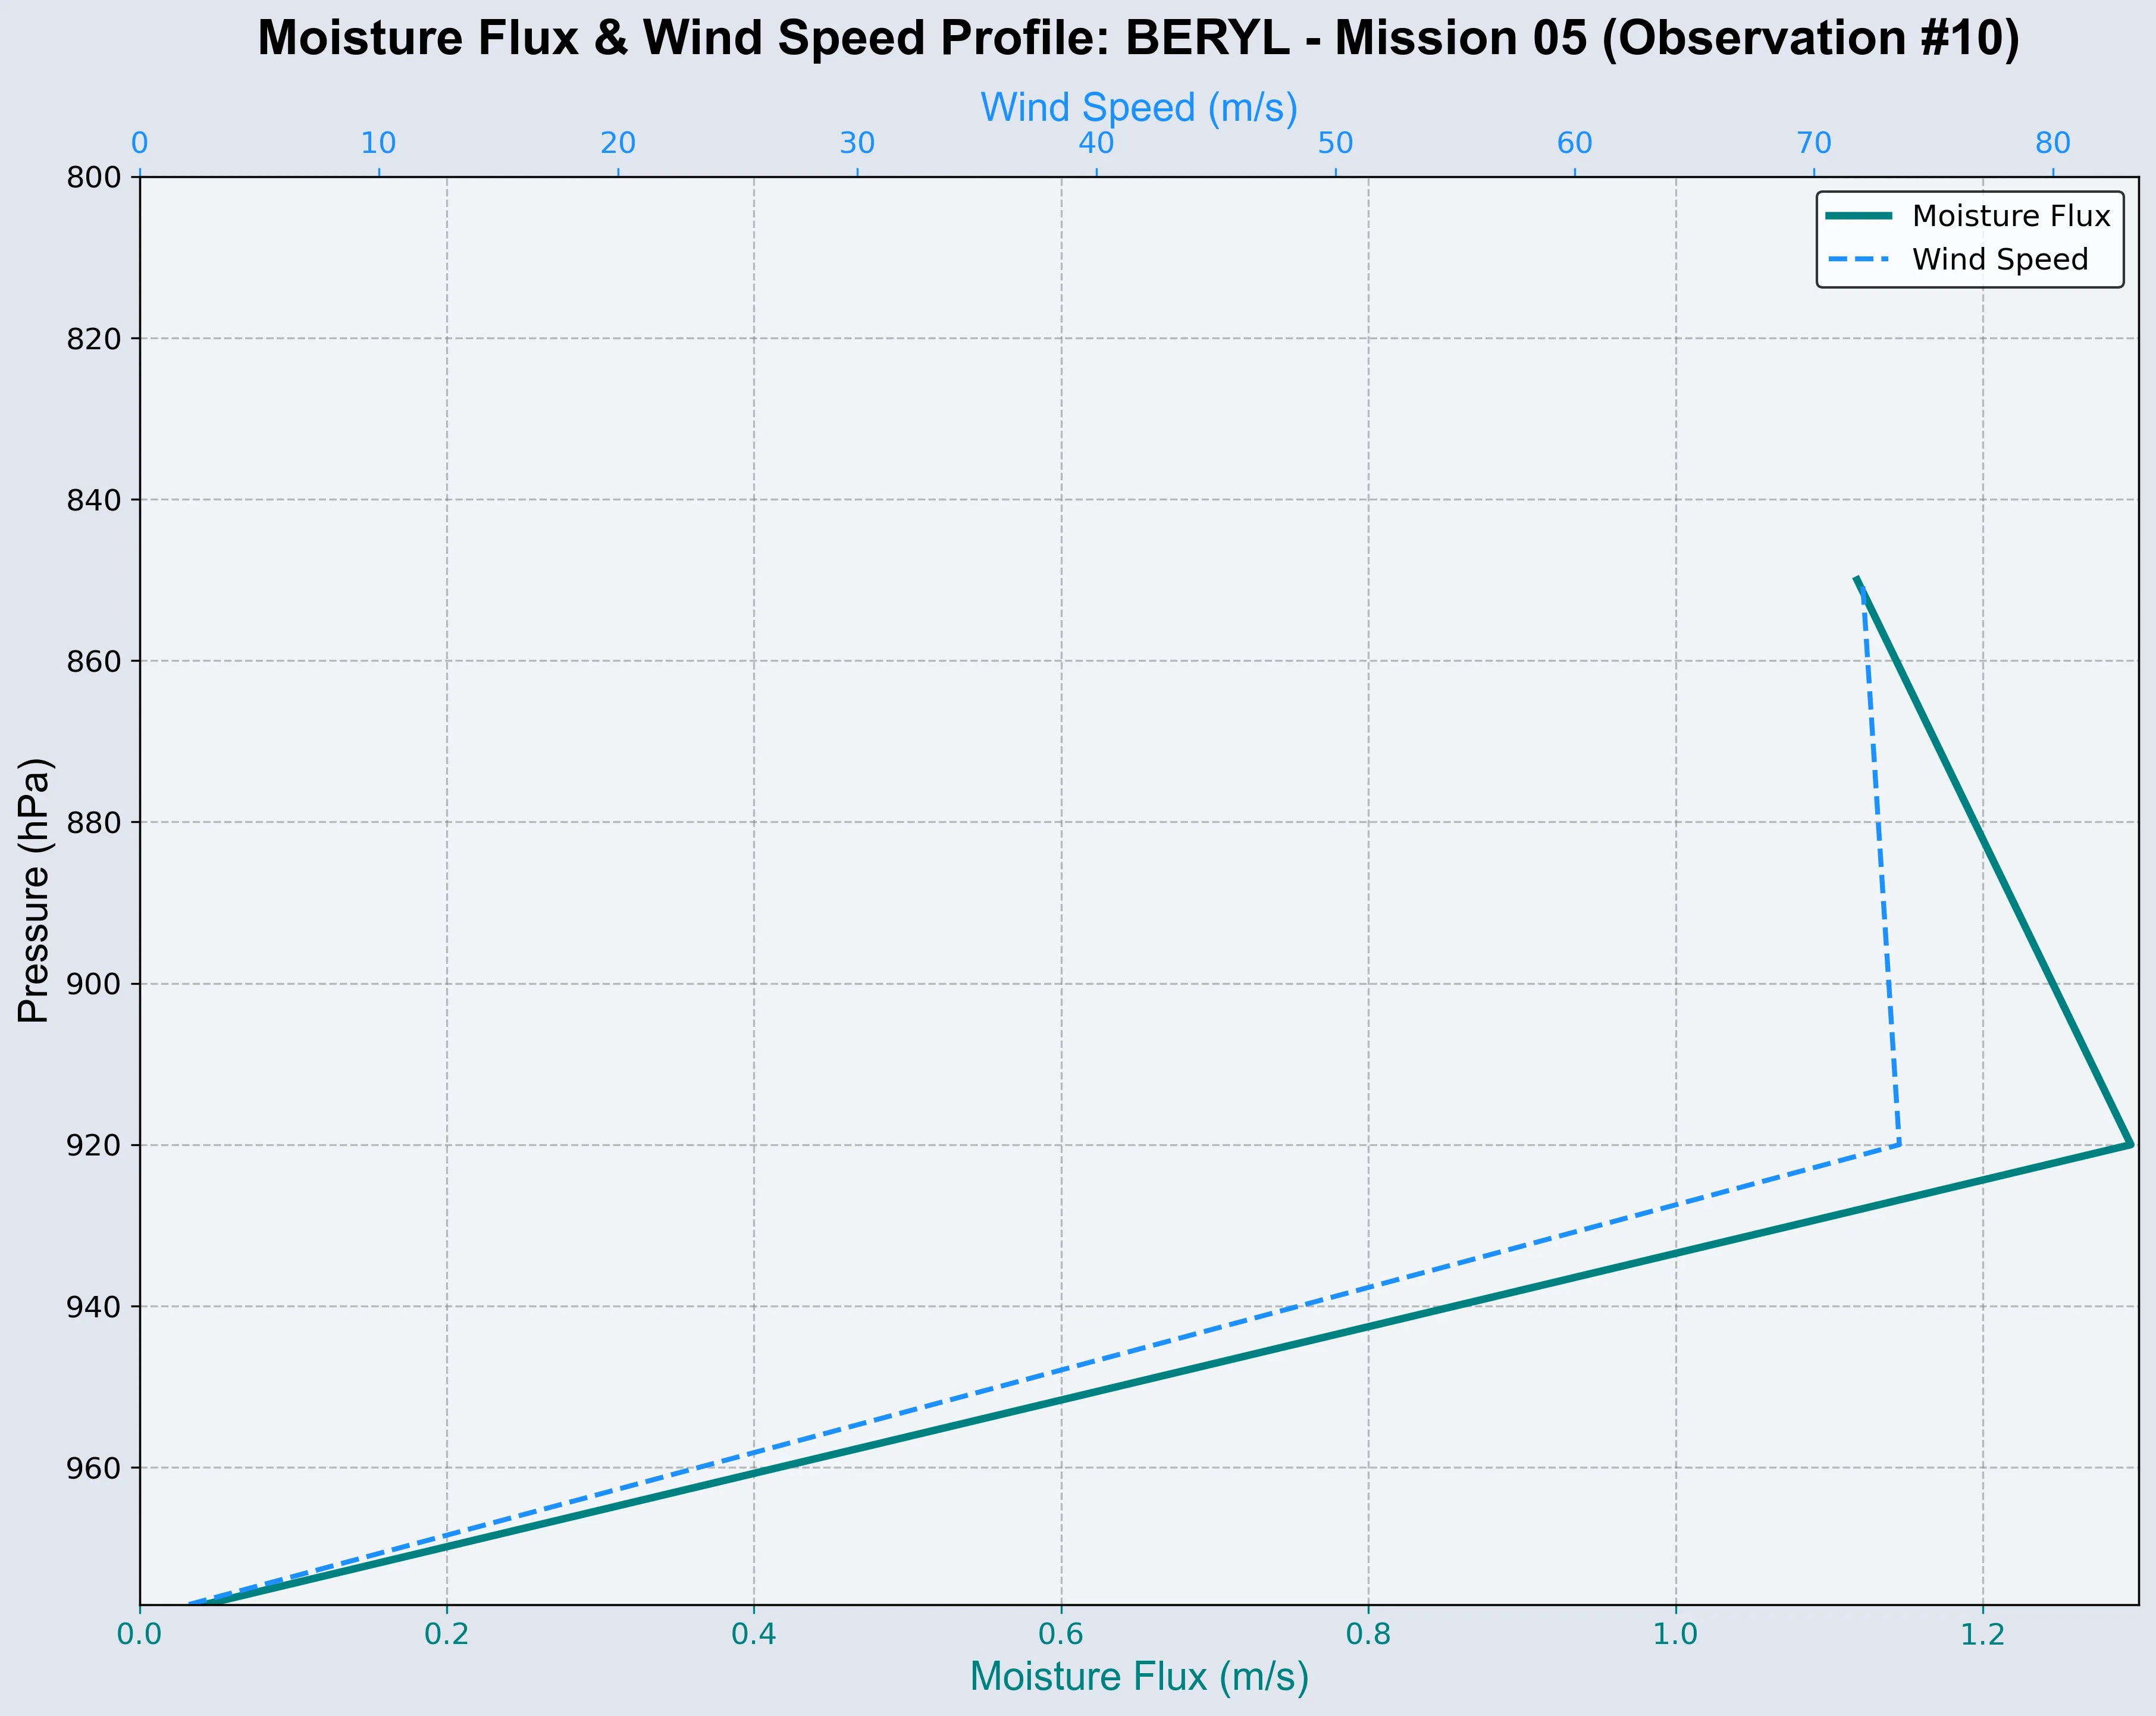 Moisture Flux & Wind Speed Profile: BERYL - Mission 05 (Observation #10)
Wind Speed (m/s)
0 10 20 30 40 50 60 70 80
Moisture Flux
Wind Speed
Pressure (hPa)
800
820
840
860
880
900
920
940
960
0.0 0.2 0.4 0.6 0.8 1.0 1.2
Moisture Flux (m/s)